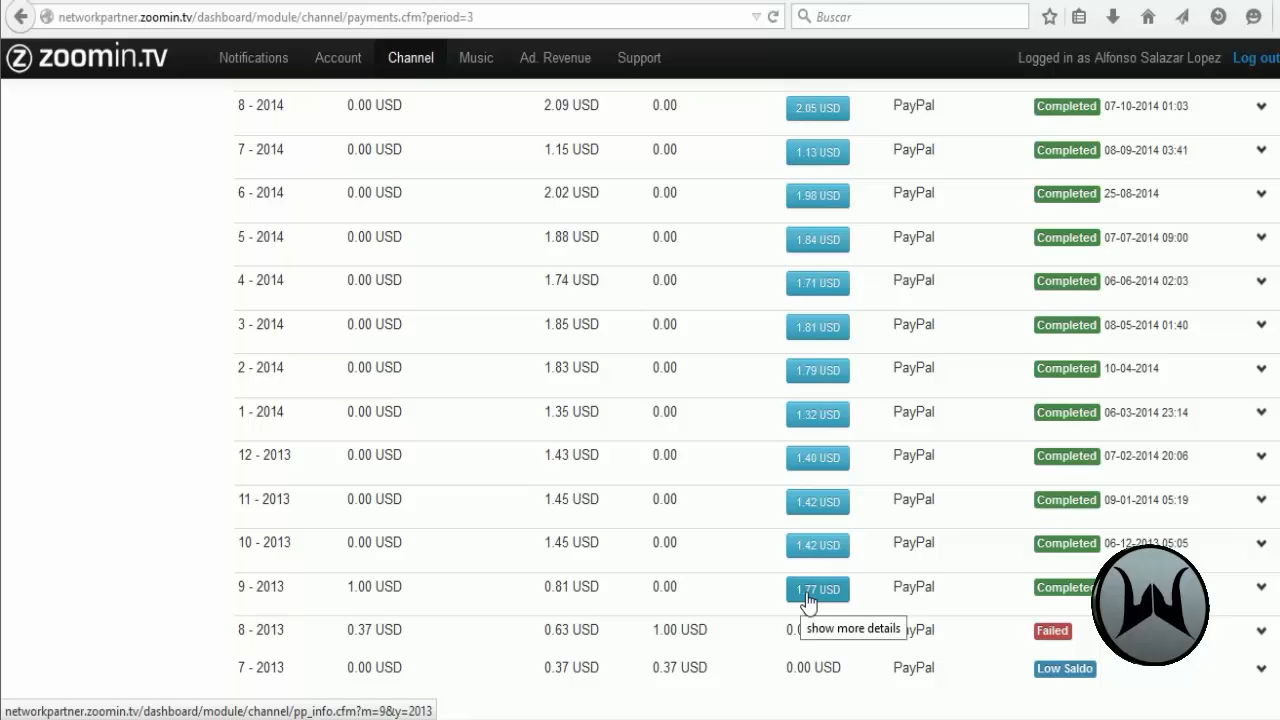 networkpartner.zoomin.tv/dashboard/module/channel/payments.cfm?period=3
Buscar
zoomin.tv Notifications Account Channel Music Ad. Revenue Support Logged in as Alfonso Salazar Lopez Log out
8 - 2014 0.00 USD 2.09 USD 0.00 2.05 USD PayPal Completed 07-10-2014 01:03
7 - 2014 0.00 USD 1.15 USD 0.00 1.13 USD PayPal Completed 08-09-2014 03:41
6 - 2014 0.00 USD 2.02 USD 0.00 1.98 USD PayPal Completed 25-08-2014
5 - 2014 0.00 USD 1.88 USD 0.00 1.84 USD PayPal Completed 07-07-2014 09:00
4 - 2014 0.00 USD 1.74 USD 0.00 1.71 USD PayPal Completed 06-06-2014 02:03
3 - 2014 0.00 USD 1.85 USD 0.00 1.81 USD PayPal Completed 08-05-2014 01:40
2 - 2014 0.00 USD 1.83 USD 0.00 1.79 USD PayPal Completed 10-04-2014
1 - 2014 0.00 USD 1.35 USD 0.00 1.32 USD PayPal Completed 06-03-2014 23:14
12 - 2013 0.00 USD 1.43 USD 0.00 1.40 USD PayPal Completed 07-02-2014 20:06
11 - 2013 0.00 USD 1.45 USD 0.00 1.42 USD PayPal Completed 09-01-2014 05:19
10 - 2013 0.00 USD 1.45 USD 0.00 1.42 USD PayPal Completed 06-12-2013 05:05
9 - 2013 1.00 USD 0.81 USD 0.00 1.77 USD PayPal Complete
show more details
8 - 2013 0.37 USD 0.63 USD 1.00 USD 0. yPal Failed
7 - 2013 0.00 USD 0.37 USD 0.37 USD 0.00 USD PayPal Low Saldo
networkpartner.zoomin.tv/dashboard/module/channel/pp_info.cfm?m=9&y=2013